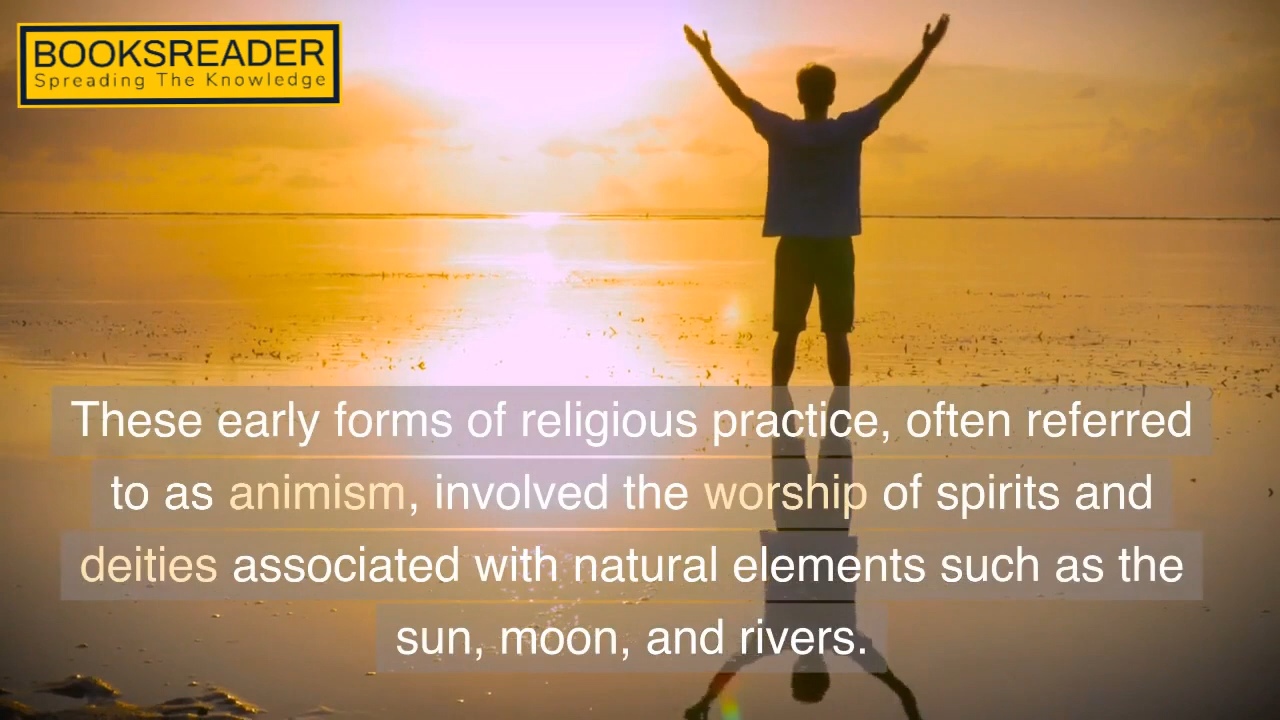 BOOKSREADER
Spreading The Knowledge
These early forms of religious practice, often referred
to as animism, involved the worship of spirits and
deities associated with natural elements such as the
sun, moon, and rivers.